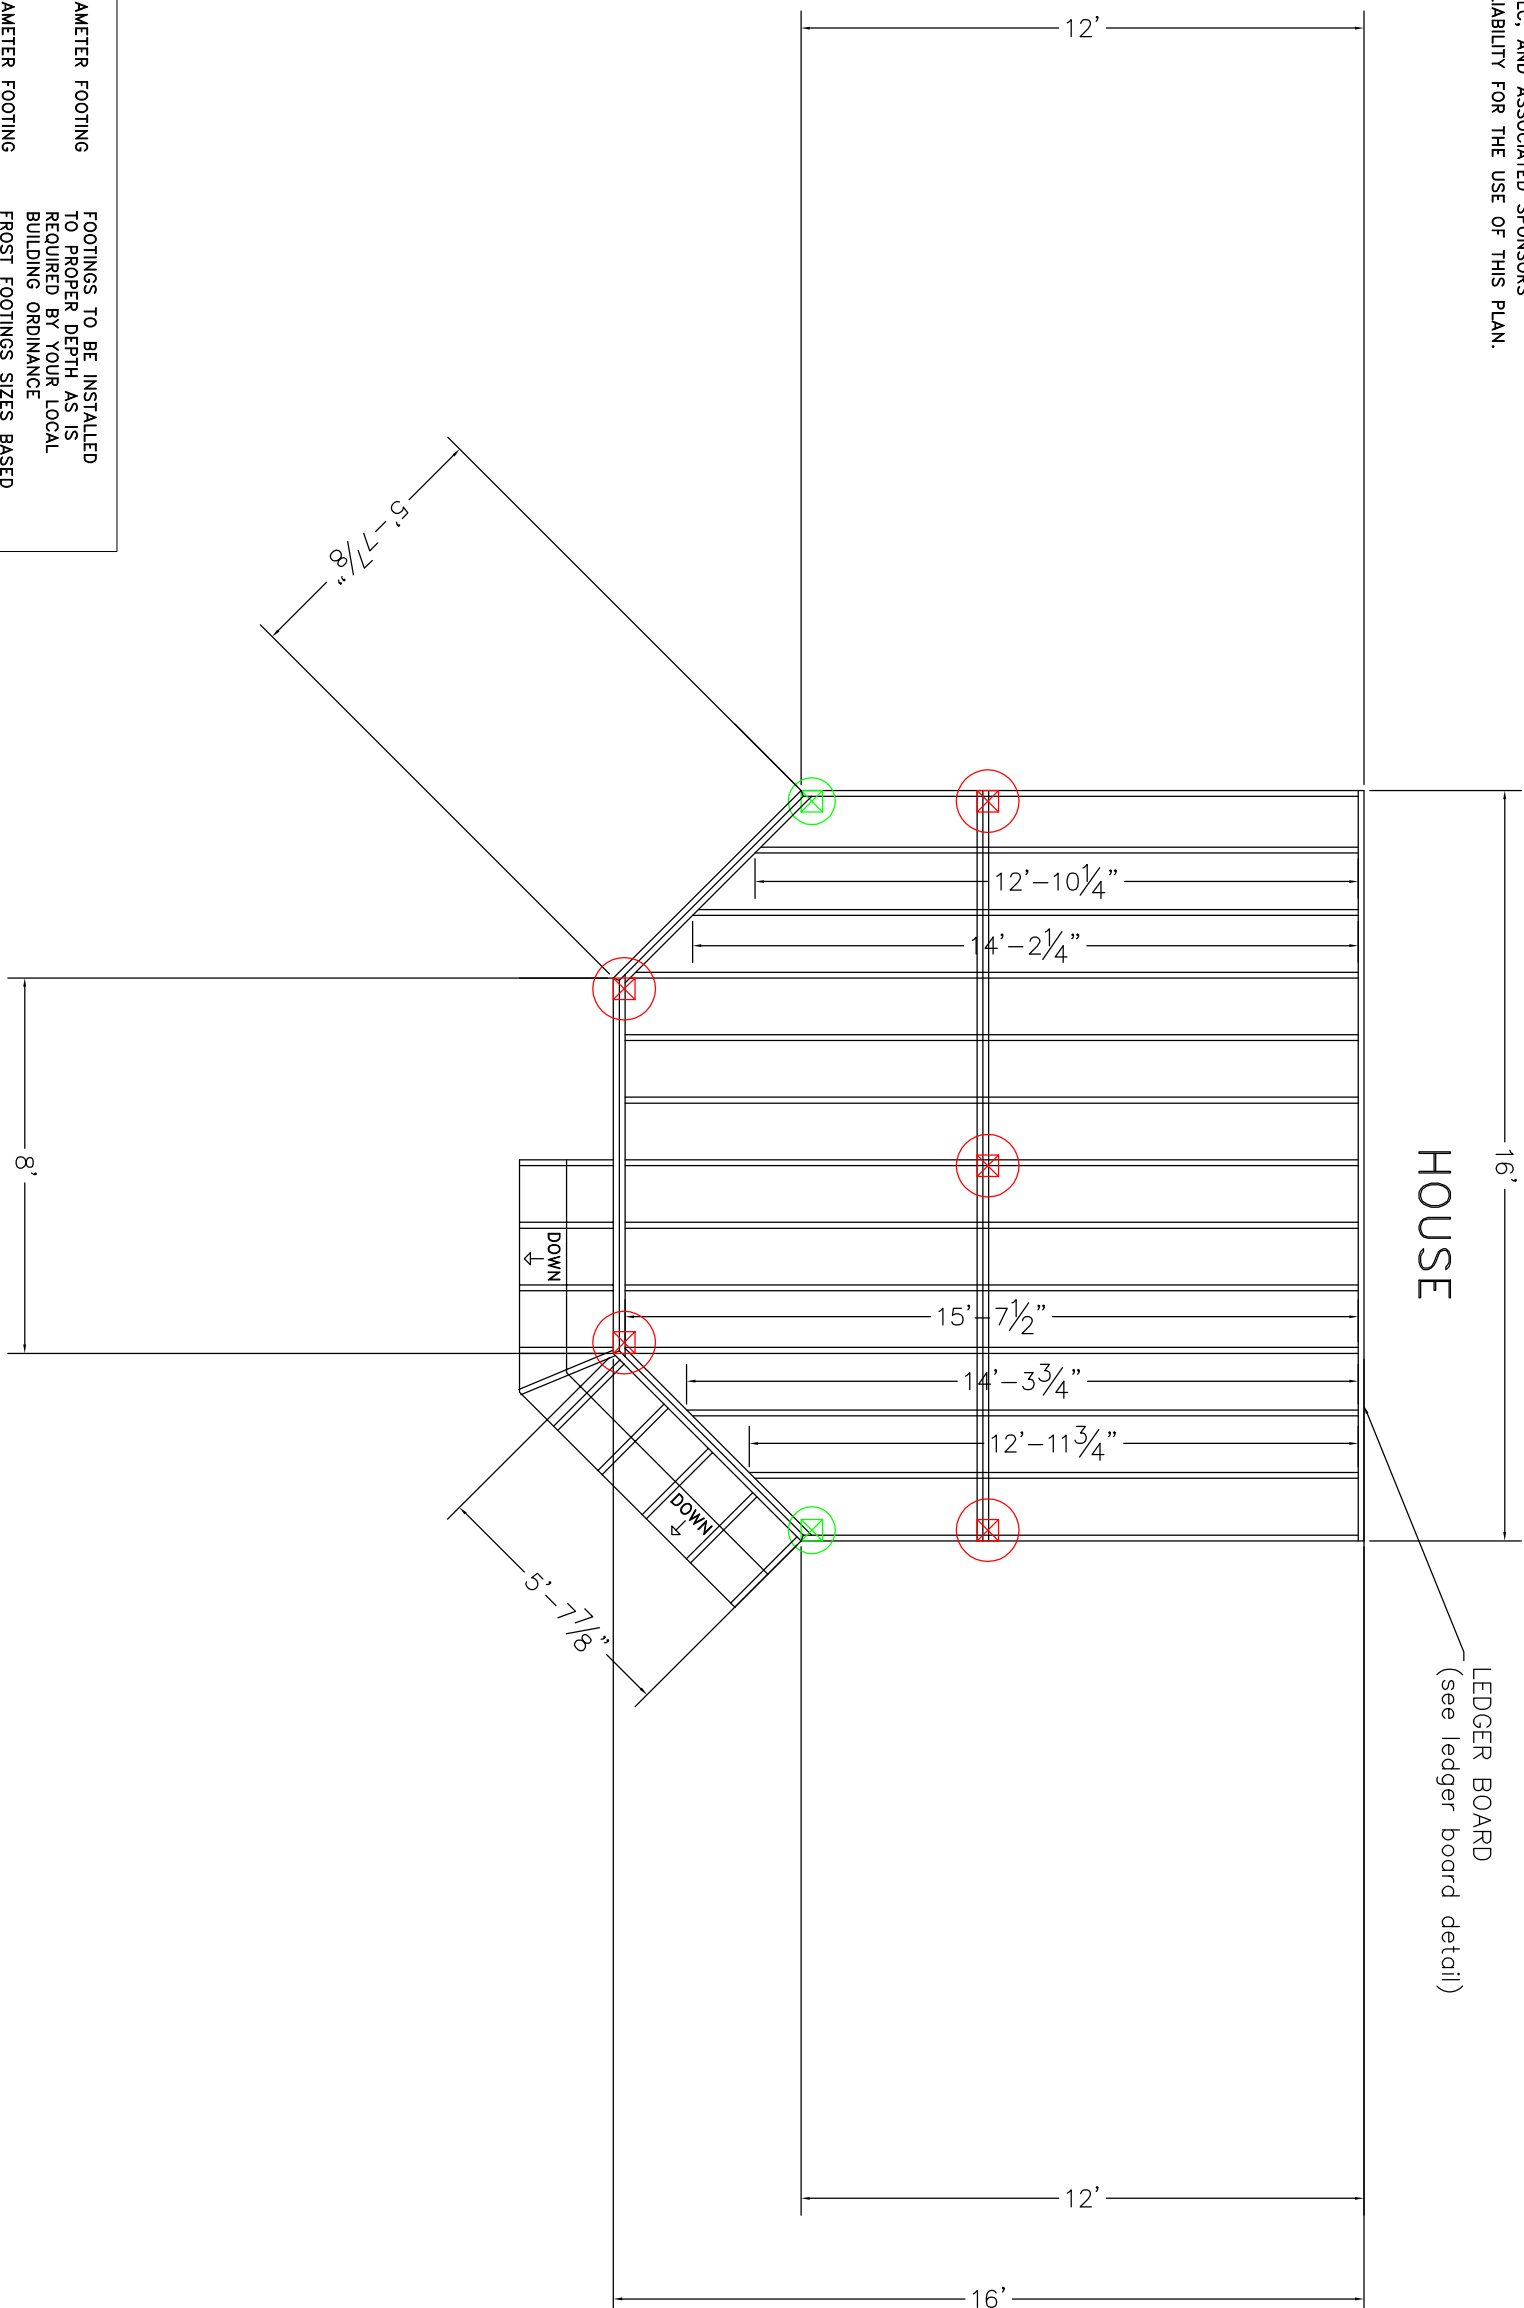 LIABILITY FOR THE USE OF THIS PLAN.
16'
HOUSE
LEDGER BOARD
(see ledger board detail)
12'
12'
16'
12'-10¼"
14'-2¼"
15'-7½"
14'-3¾"
12'-11¾"
5'-7⅞"
5'-7⅞"
DOWN
DOWN
8'
AMETER FOOTING
AMETER FOOTING
FOOTINGS TO BE INSTALLED
TO PROPER DEPTH AS IS
REQUIRED BY YOUR LOCAL
BUILDING ORDINANCE
FROST FOOTINGS SIZES BASED